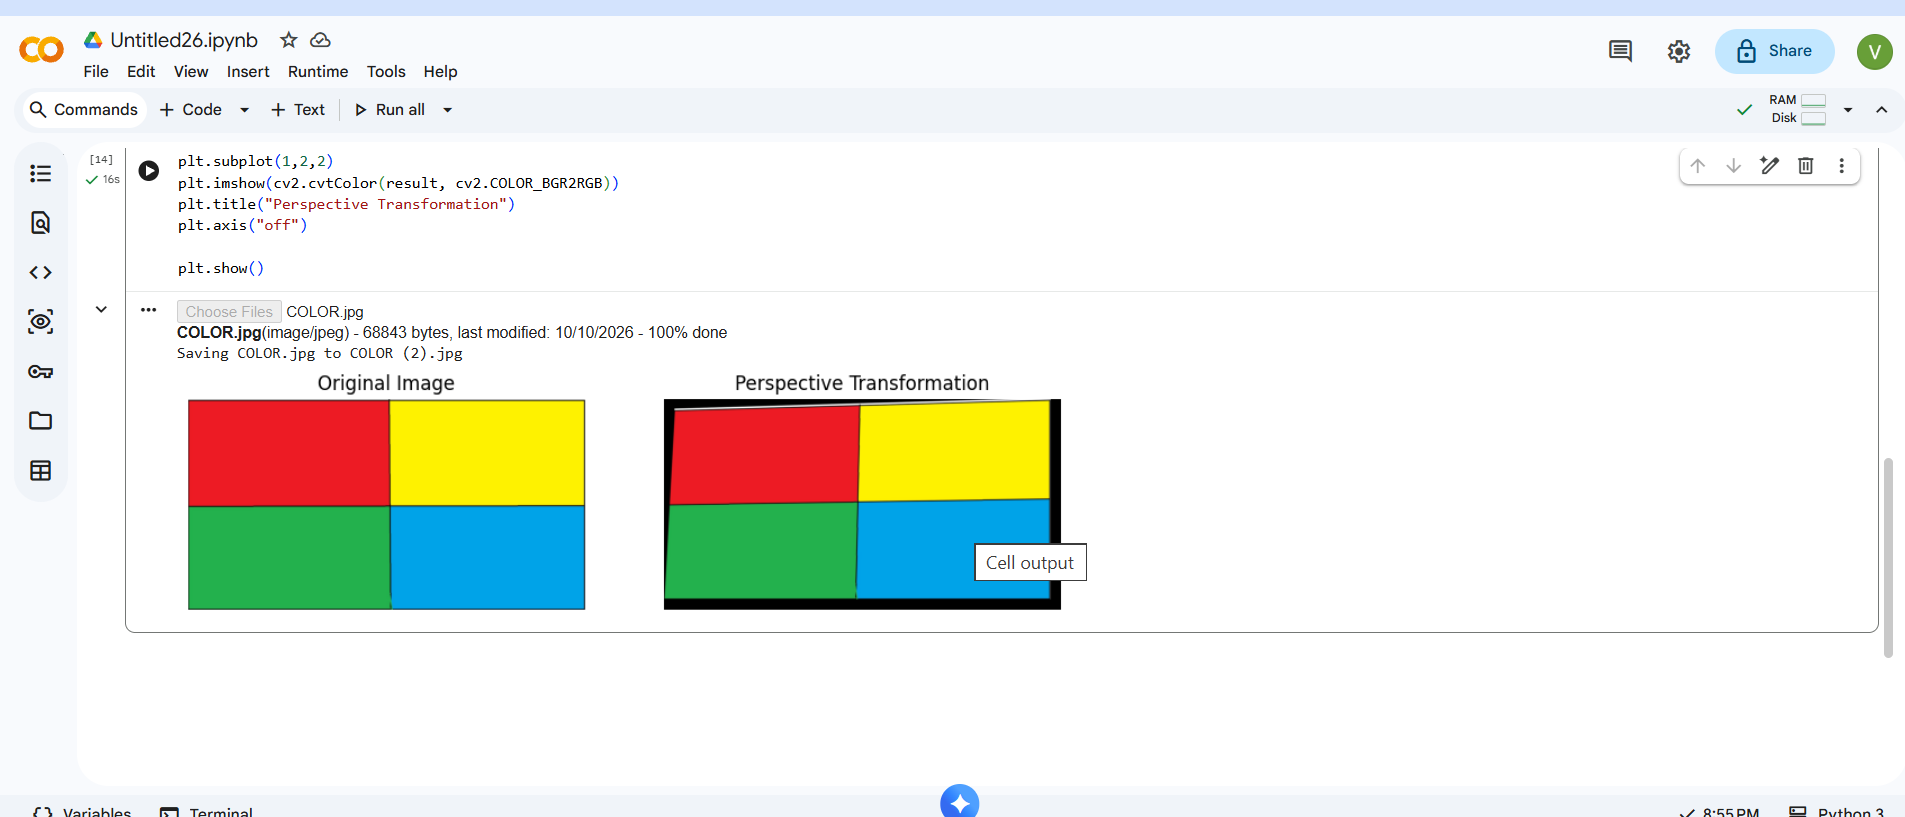 Untitled26.ipynb
File Edit View Insert Runtime Tools Help
Share
V
Commands + Code + Text Run all
RAM
Disk
[14]
16s
plt.subplot(1,2,2)
plt.imshow(cv2.cvtColor(result, cv2.COLOR_BGR2RGB))
plt.title("Perspective Transformation")
plt.axis("off")
plt.show()
Choose Files COLOR.jpg
COLOR.jpg(image/jpeg) - 68843 bytes, last modified: 10/10/2026 - 100% done
Saving COLOR.jpg to COLOR (2).jpg
Original Image
Perspective Transformation
Cell output
Variables Terminal
8:55 PM Python 3